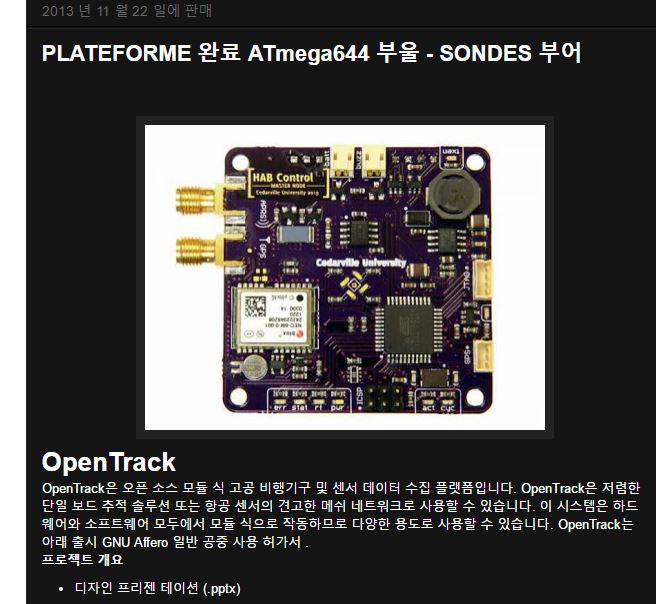 2013 년 11 월 22 일에 판매
PLATEFORME 완료 ATmega644 부울 - SONDES 부어
batt
buzz
txen
HAB Control
MASTER NODE
Cedarville University 2013
APRS
GPS
Cedarville University
JTAG
GPS
ICSP
err stat rf pwr
act cyc
OpenTrack
OpenTrack은 오픈 소스 모듈 식 고공 비행기구 및 센서 데이터 수집 플랫폼입니다. OpenTrack은 저렴한
단일 보드 추적 솔루션 또는 항공 센서의 견고한 메쉬 네트워크로 사용할 수 있습니다. 이 시스템은 하드
웨어와 소프트웨어 모두에서 모듈 식으로 작동하므로 다양한 용도로 사용할 수 있습니다. OpenTrack는
아래 출시 GNU Affero 일반 공중 사용 허가서 .
프로젝트 개요
• 디자인 프리젠 테이션 (.pptx)